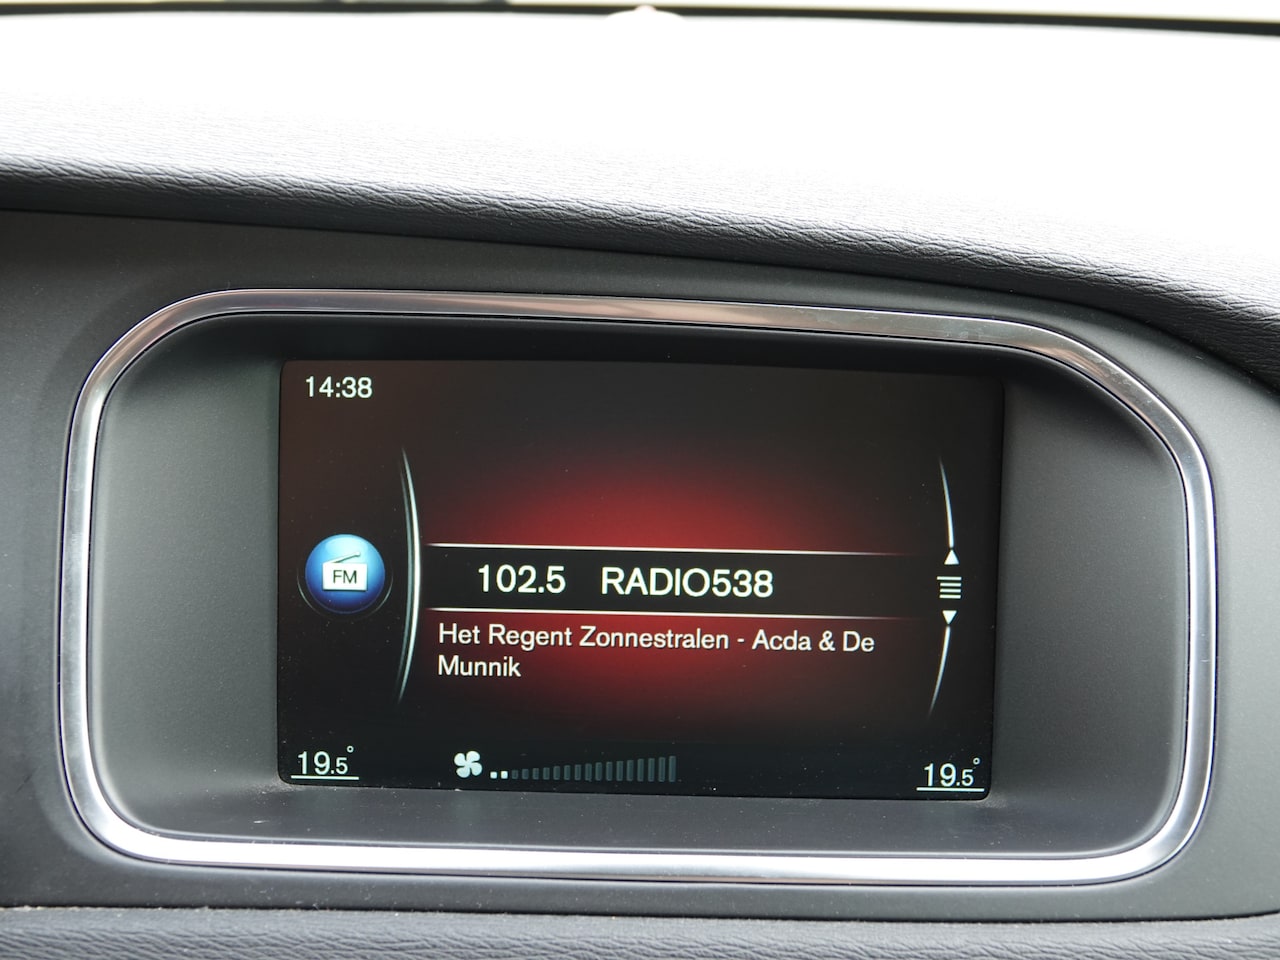 14:38
FM
102.5 RADIO538
Het Regent Zonnestralen - Acda & De
Munnik
19.5° 19.5°